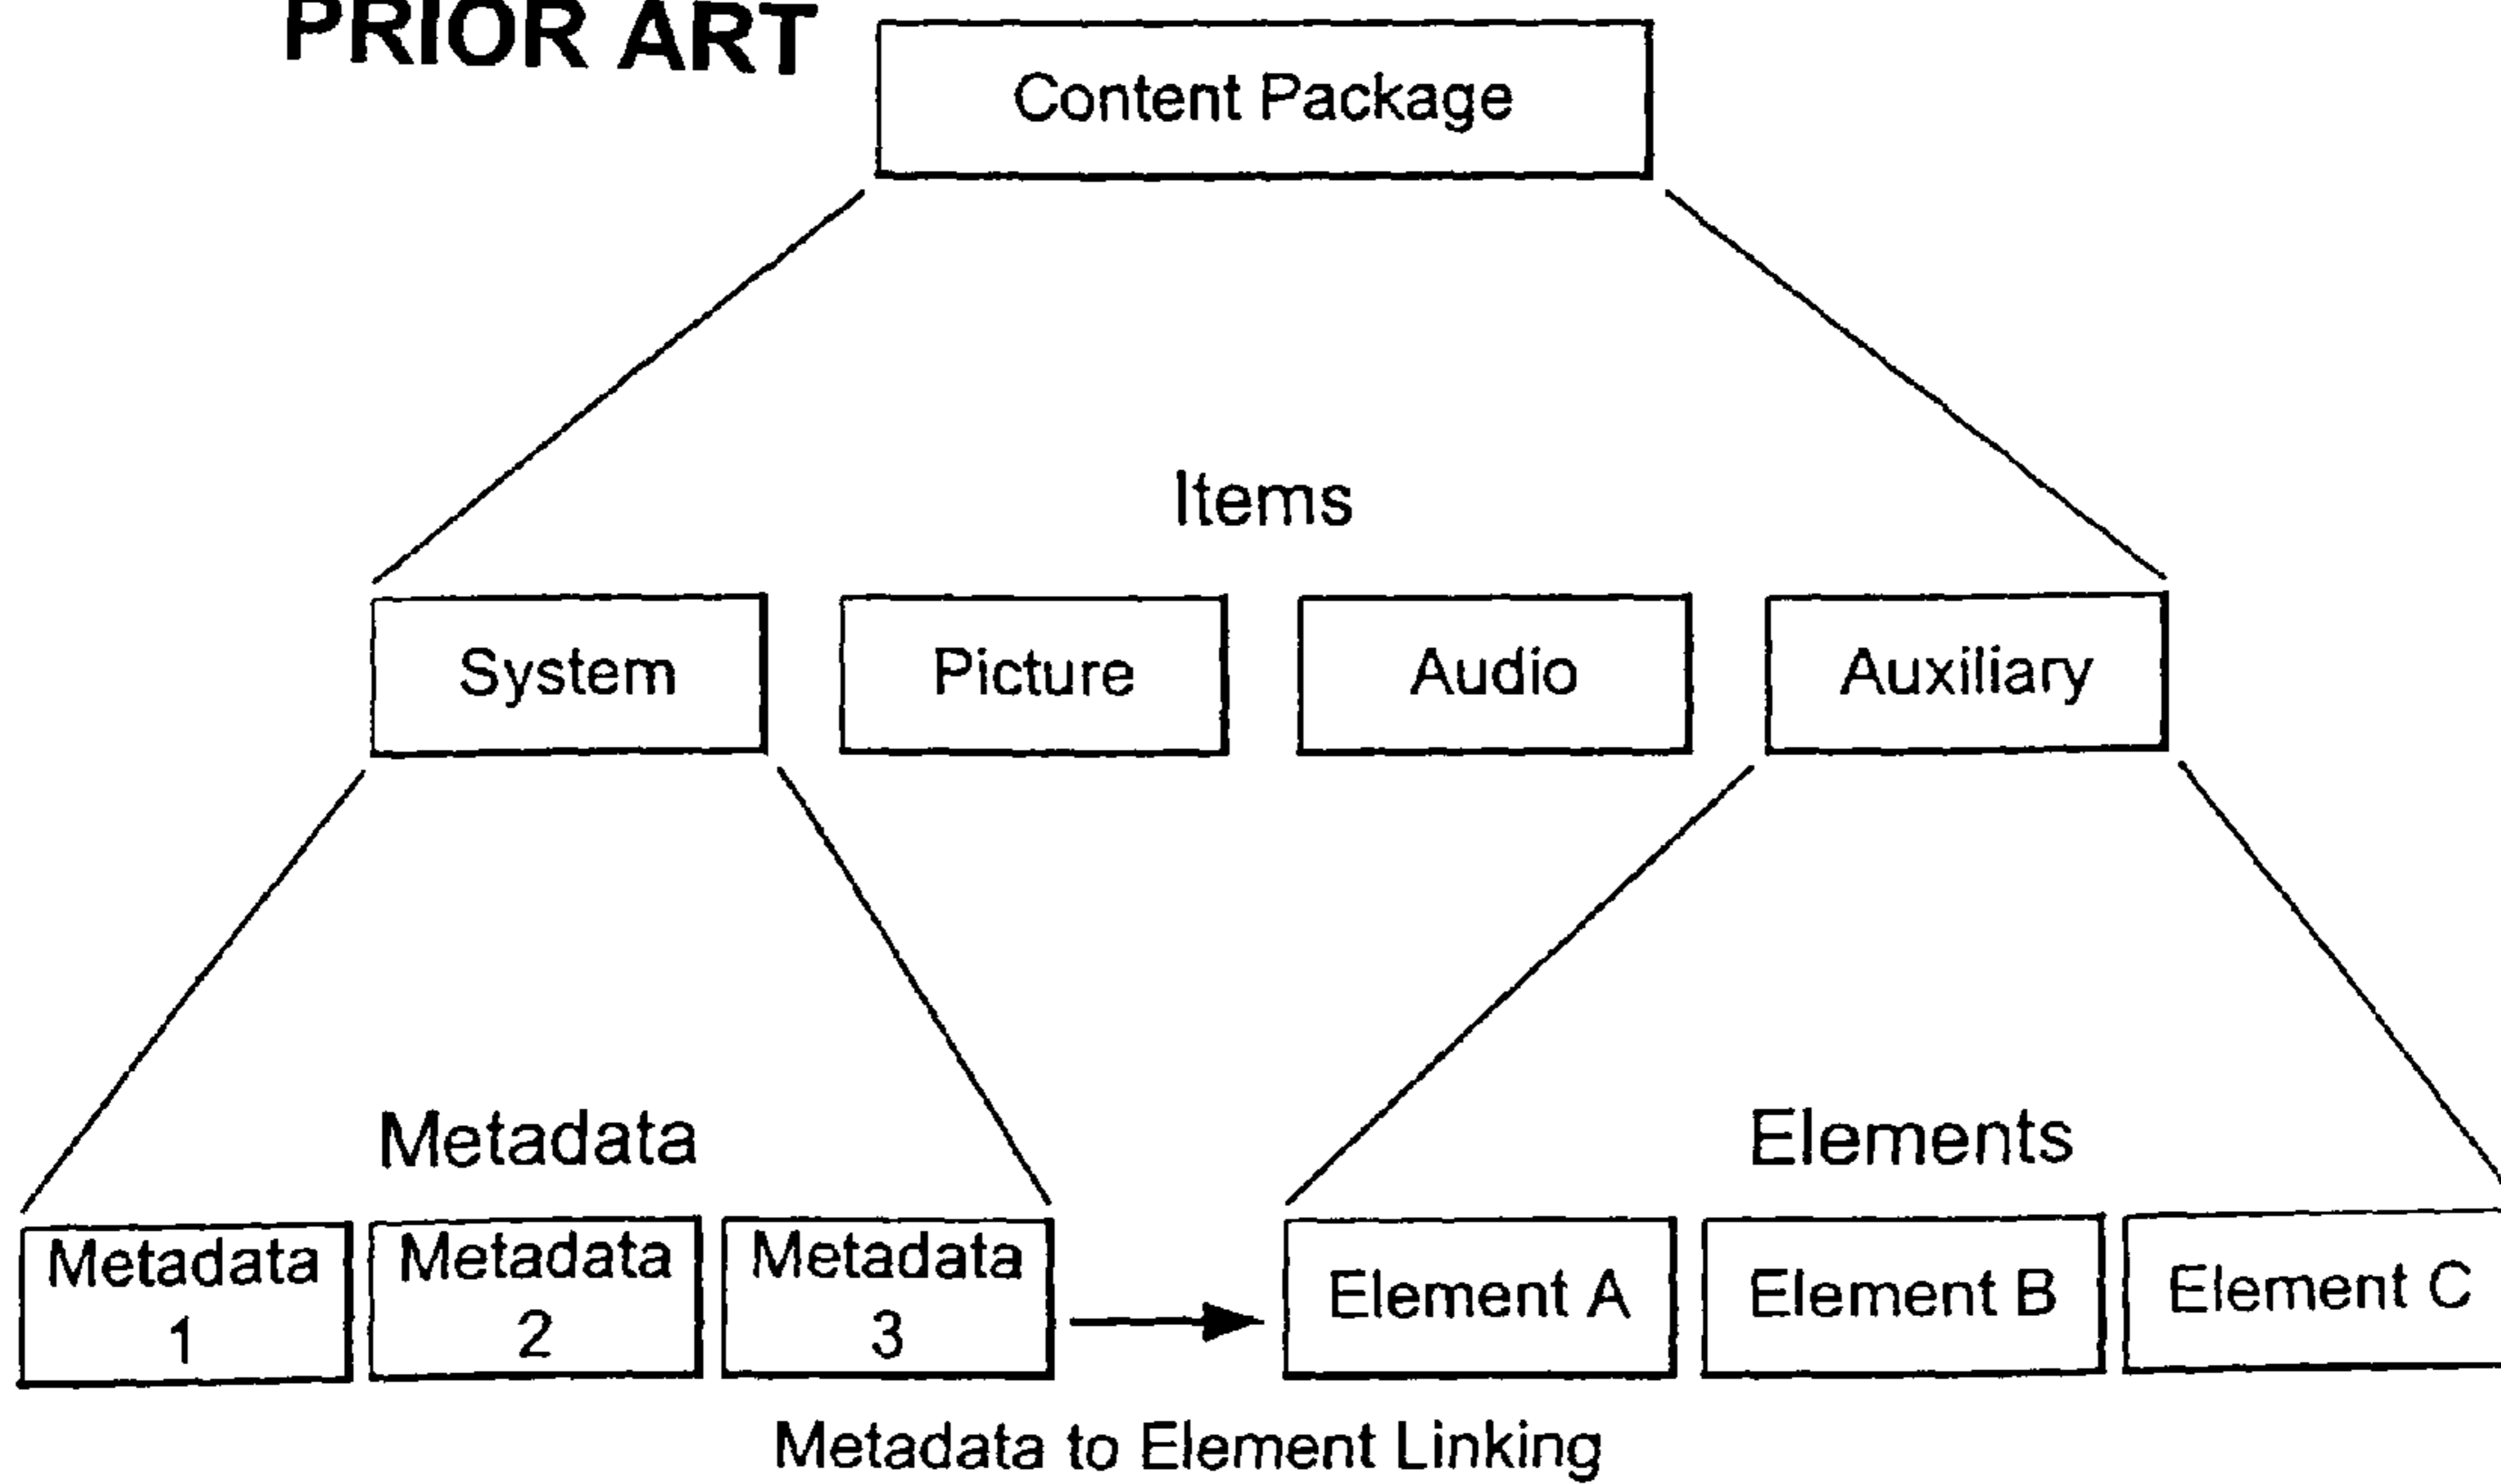 PRIOR ART
Content Package
Items
System
Picture
Audio
Auxiliary
Metadata
Elements
Metadata
1
Metadata
2
Metadata
3
Element A
Element B
Element C
Metadata to Element Linking